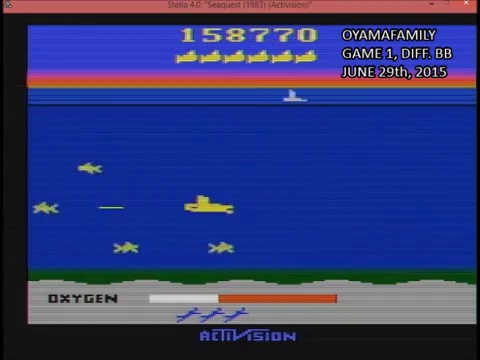 Stella 4.0: "Seaquest (1983) (Activision)"
158770
OYAMAFAMILY
GAME 1, DIFF. BB
JUNE 29th, 2015
OXYGEN
ACTIVISION